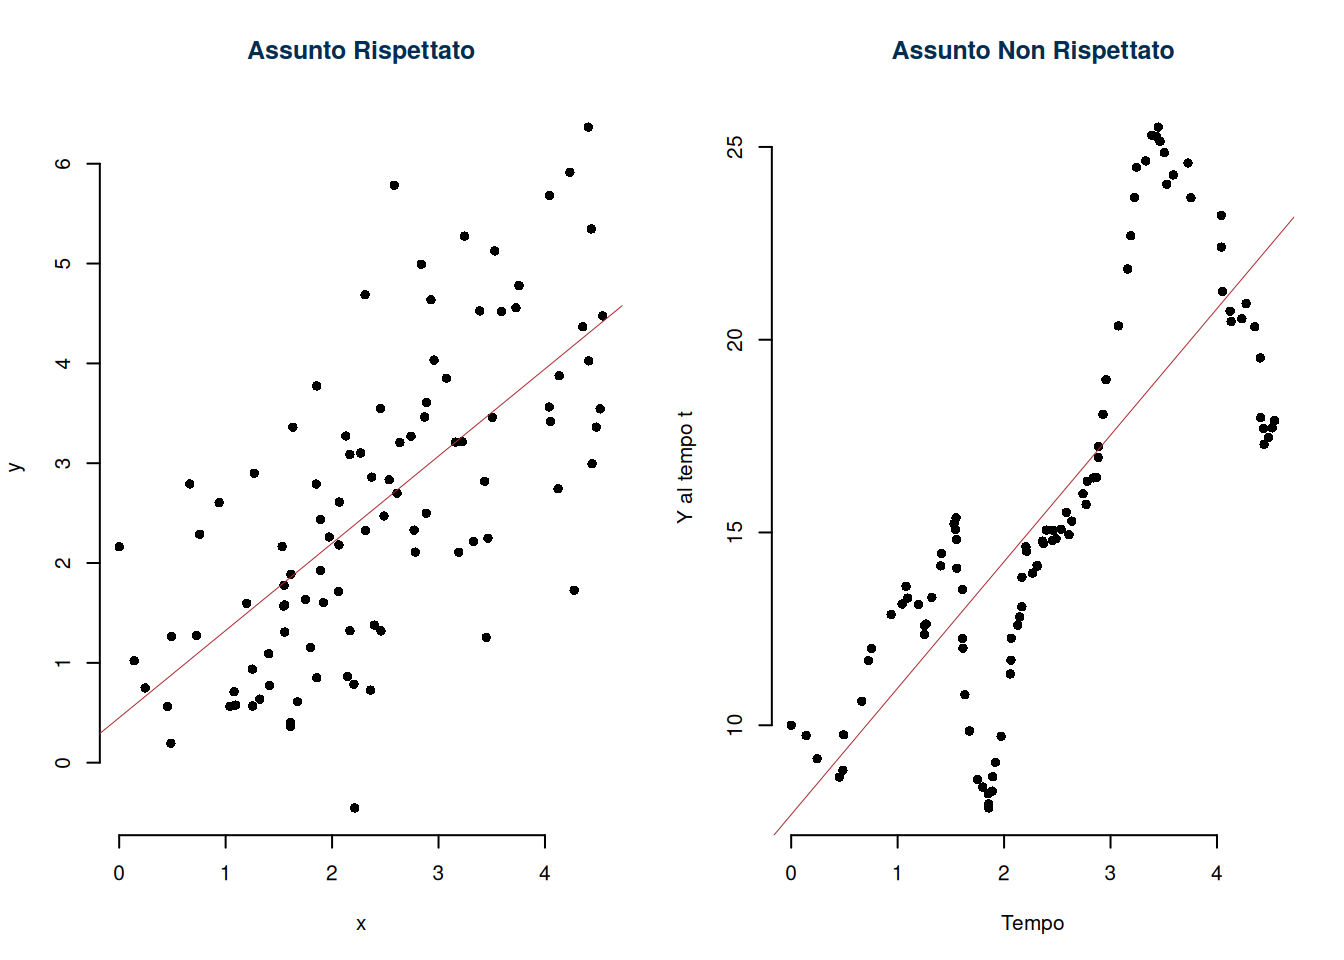 Assunto Rispettato
y
6
5
4
3
2
1
0
0 1 2 3 4
x
Assunto Non Rispettato
Y al tempo t
25
20
15
10
0 1 2 3 4
Tempo